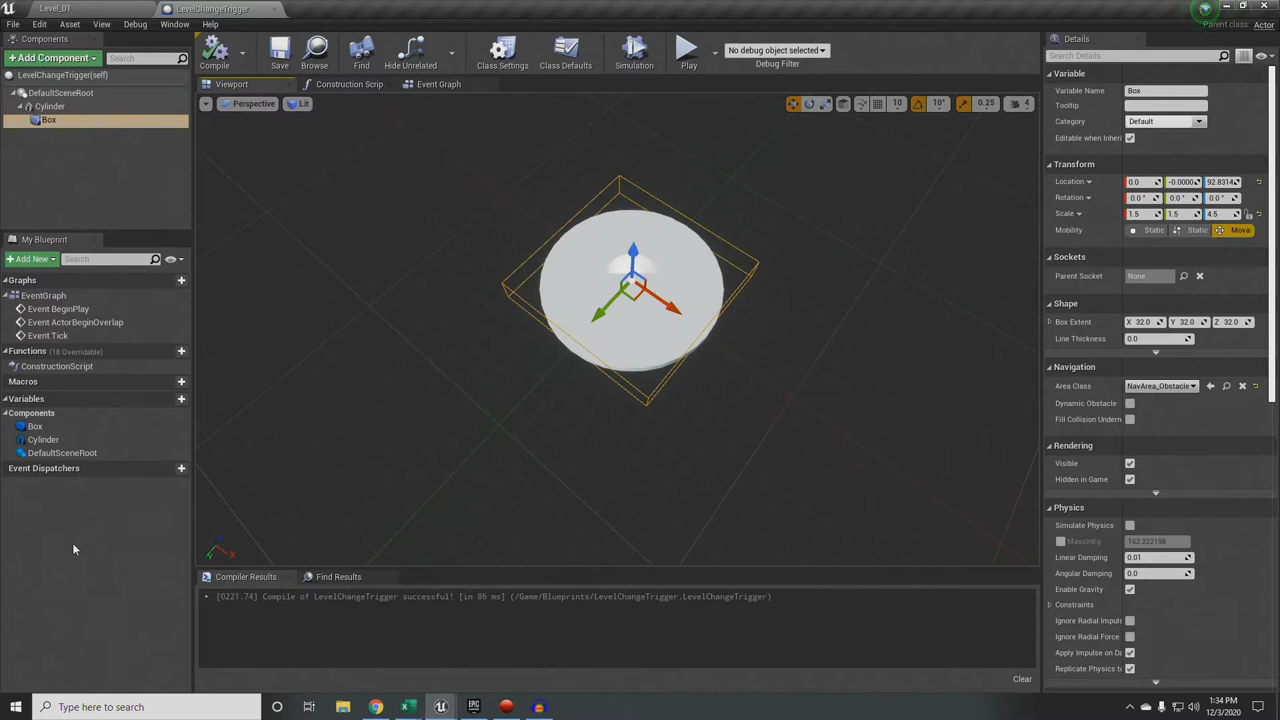 Level_01
LevelChangeTrigger
Parent class: Actor
File Edit Asset View Debug Window Help
Components
+Add Component
Search
LevelChangeTrigger(self)
DefaultSceneRoot
Cylinder
Box
My Blueprint
+Add New
Search
Graphs
EventGraph
Event BeginPlay
Event ActorBeginOverlap
Event Tick
Functions (18 Overridable)
ConstructionScript
Macros
Variables
Components
Box
Cylinder
DefaultSceneRoot
Event Dispatchers
Compile
Save
Browse
Find
Hide Unrelated
Class Settings
Class Defaults
Simulation
Play
No debug object selected
Debug Filter
Viewport
Construction Scrip
Event Graph
Perspective
Lit
10
10°
0.25
4
Compiler Results
Find Results
[0221.74] Compile of LevelChangeTrigger successful! [in 86 ms] (/Game/Blueprints/LevelChangeTrigger.LevelChangeTrigger)
Clear
Details
Search Details
Variable
Variable Name Box
Tooltip
Category Default
Editable when Inheri
Transform
Location 0.0 -0.0000 92.8314
Rotation 0.0 ° 0.0 ° 0.0 °
Scale 1.5 1.5 4.5
Mobility Static Static Mova
Sockets
Parent Socket None
Shape
Box Extent X 32.0 Y 32.0 Z 32.0
Line Thickness 0.0
Navigation
Area Class NavArea_Obstacle
Dynamic Obstacle
Fill Collision Undern
Rendering
Visible
Hidden in Game
Physics
Simulate Physics
MassInKg 162.222198
Linear Damping 0.01
Angular Damping 0.0
Enable Gravity
Constraints
Ignore Radial Impuls
Ignore Radial Force
Apply Impulse on Da
Replicate Physics to
Type here to search
1:34 PM
12/3/2020